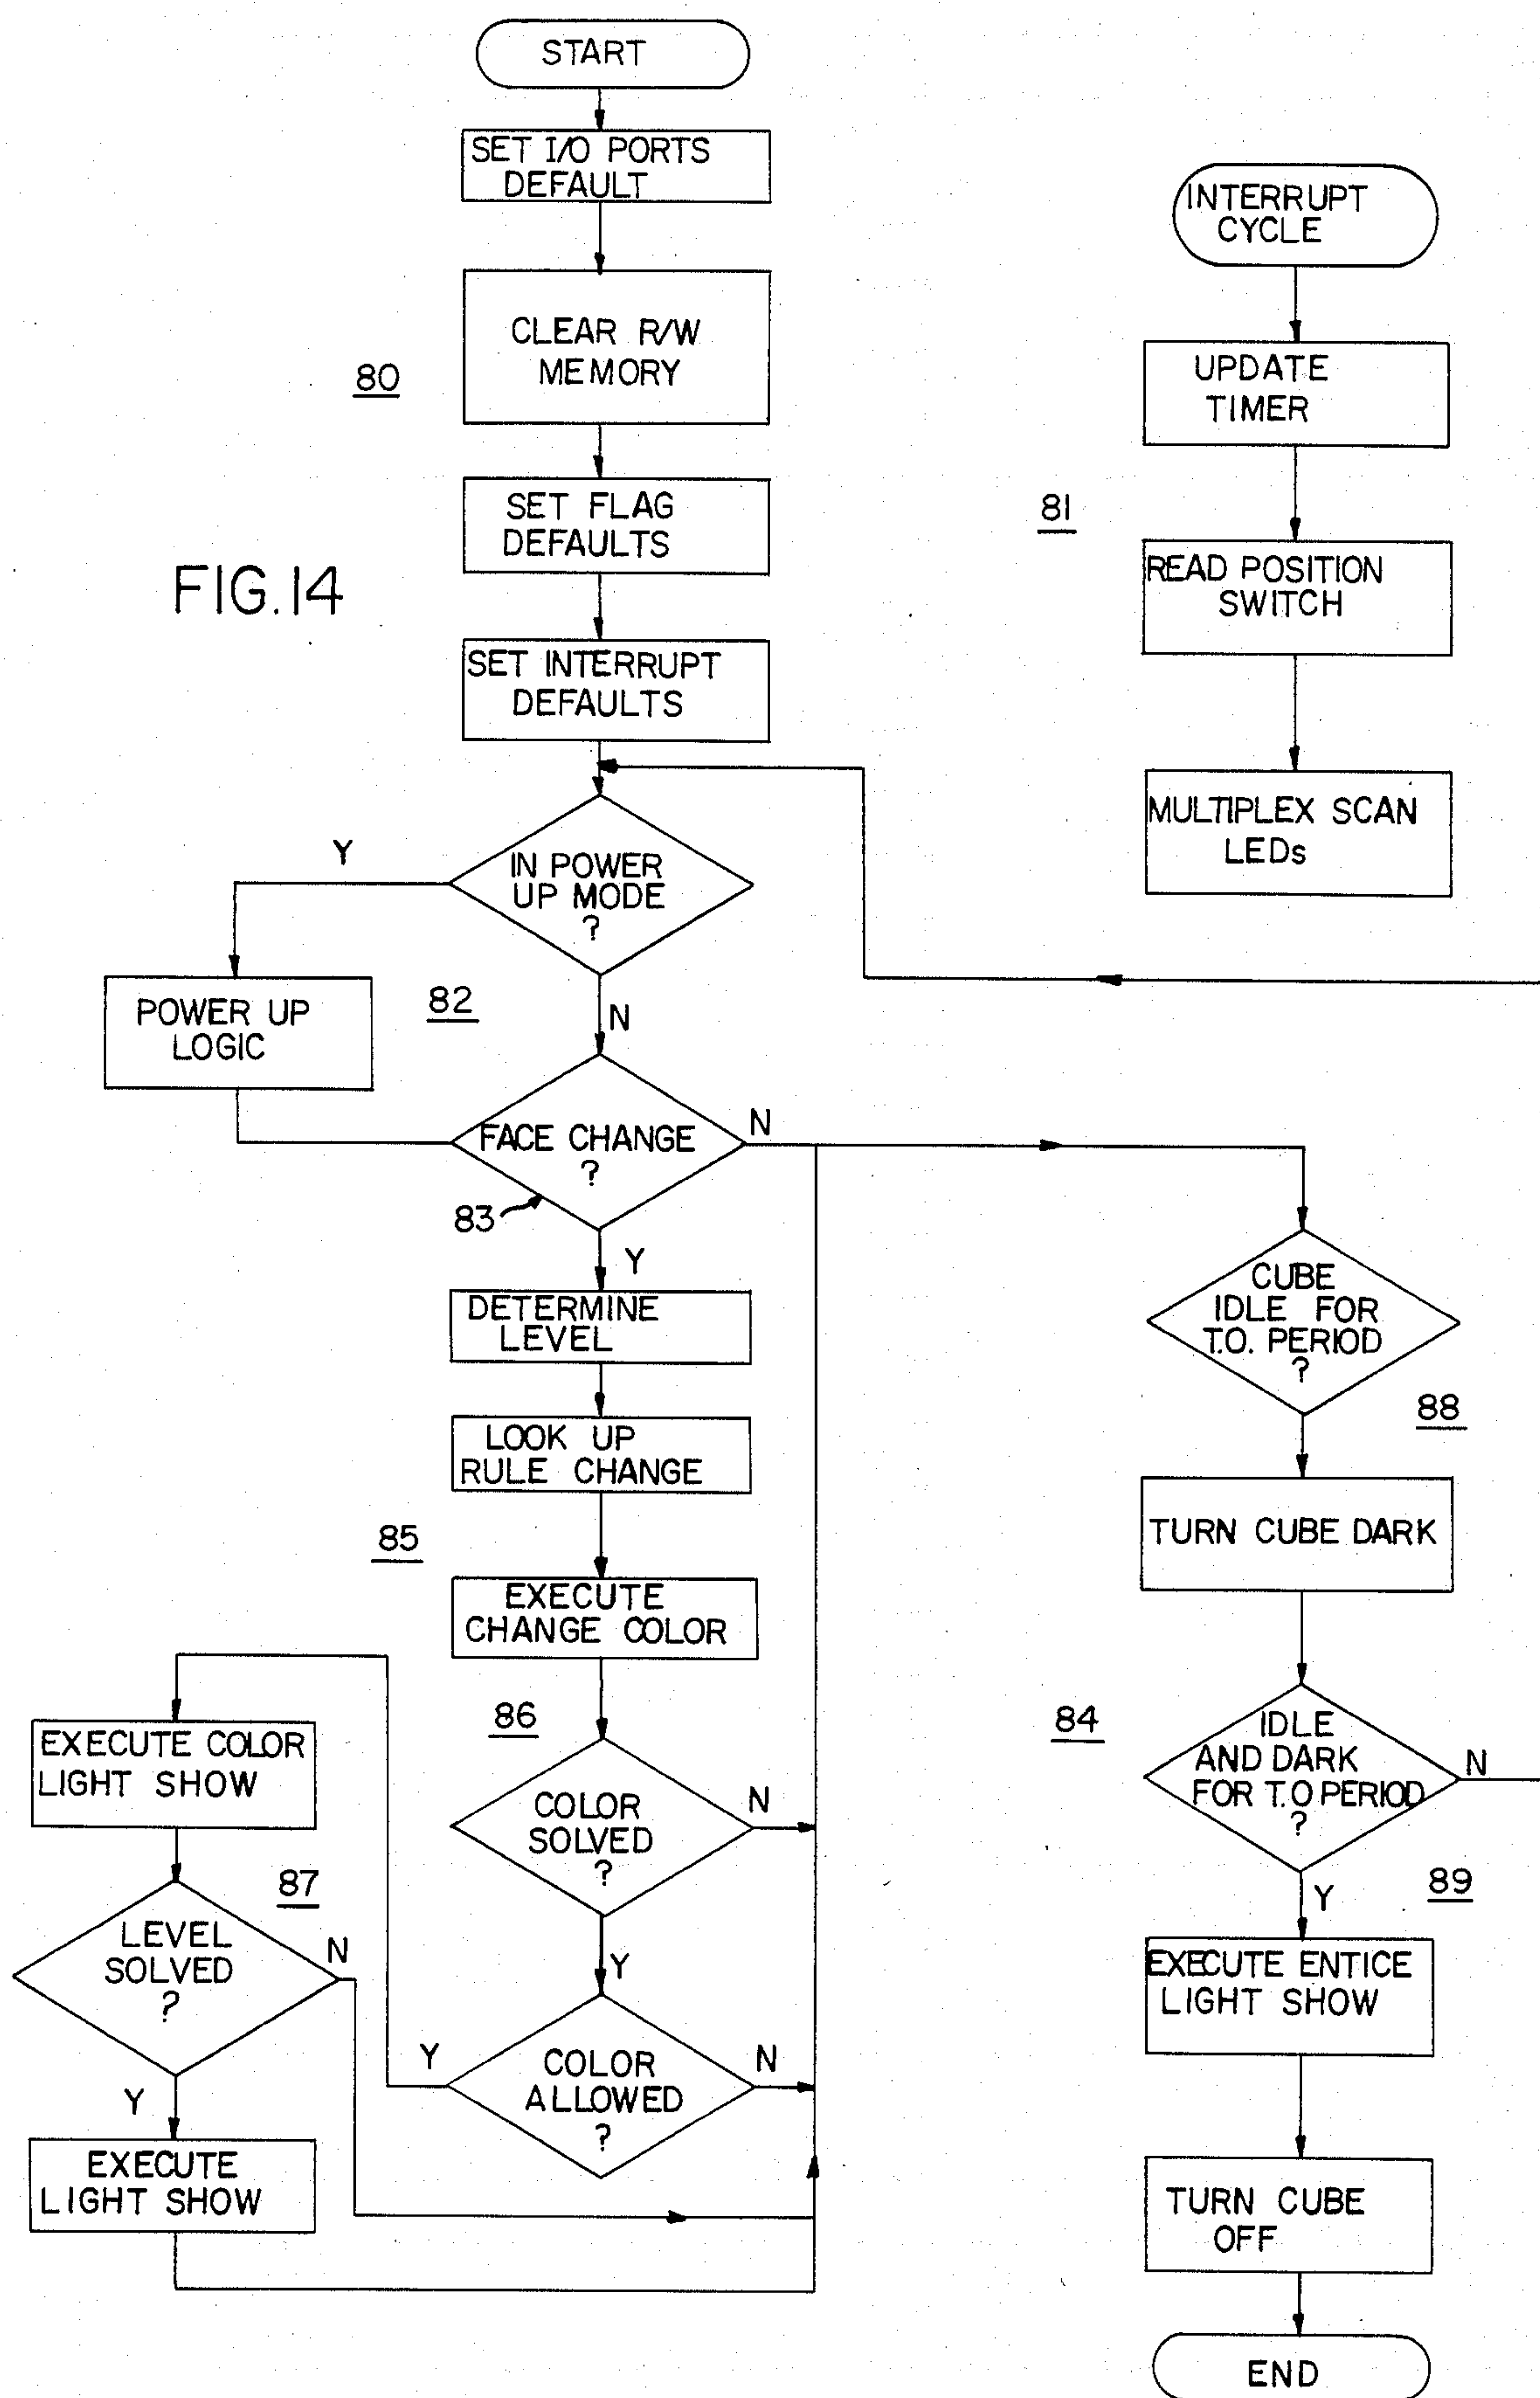 START
SET I/O PORTS
DEFAULT
CLEAR R/W
MEMORY
80
SET FLAG
DEFAULTS
FIG.14
SET INTERRUPT
DEFAULTS
IN POWER
UP MODE
?
Y
N
POWER UP
LOGIC
82
FACE CHANGE
?
N
83
Y
DETERMINE
LEVEL
LOOK UP
RULE CHANGE
85
EXECUTE
CHANGE COLOR
86
COLOR
SOLVED
?
N
Y
COLOR
ALLOWED
?
Y
N
EXECUTE COLOR
LIGHT SHOW
87
LEVEL
SOLVED
?
N
Y
EXECUTE
LIGHT SHOW
INTERRUPT
CYCLE
UPDATE
TIMER
81
READ POSITION
SWITCH
MULTIPLEX SCAN
LEDs
CUBE
IDLE FOR
T.O. PERIOD
?
88
TURN CUBE DARK
84
IDLE
AND DARK
FOR T.O PERIOD
?
N
Y
89
EXECUTE ENTICE
LIGHT SHOW
TURN CUBE
OFF
END